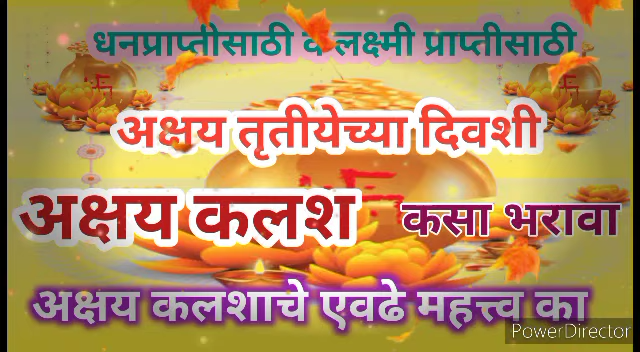 धनप्राप्तीसाठी व लक्ष्मी प्राप्तीसाठी
अक्षय तृतीयेच्या दिवशी
अक्षय कलश कसा भरावा
अक्षय कलशाचे एवढे महत्त्व का
PowerDirector